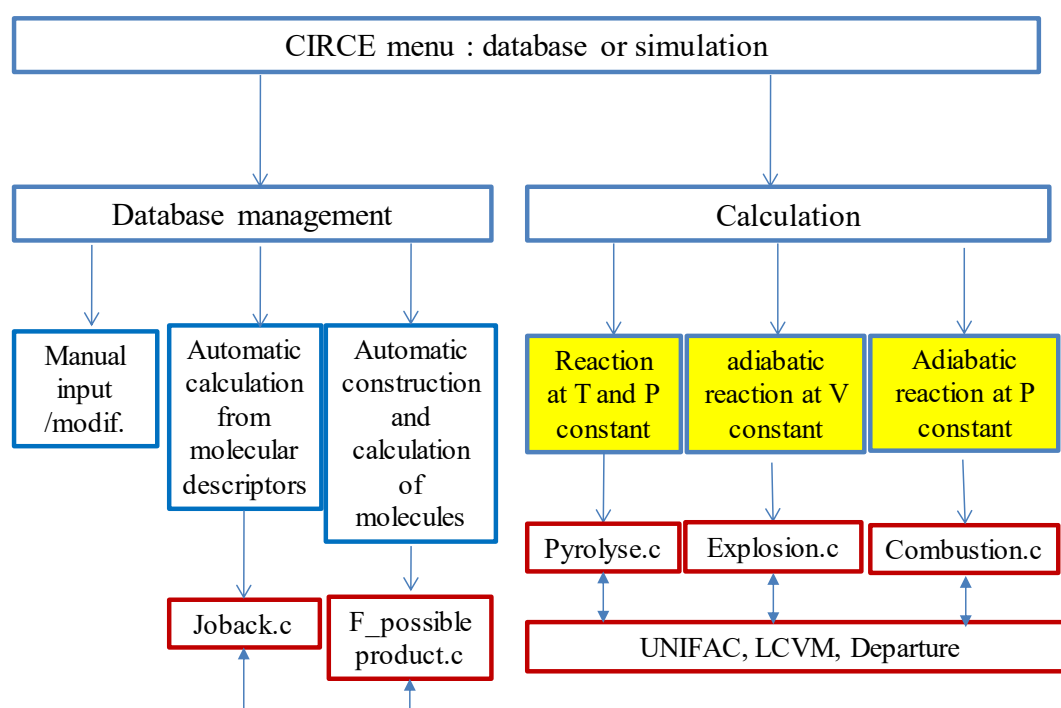 CIRCE menu : database or simulation
Database management
Calculation
Manual
input
/modif.
Automatic
calculation
from
molecular
descriptors
Automatic
construction
and
calculation
of
molecules
Reaction
at T and P
constant
adiabatic
reaction at V
constant
Adiabatic
reaction at P
constant
Pyrolyse.c
Explosion.c
Combustion.c
Joback.c
F_possible
product.c
UNIFAC, LCVM, Departure